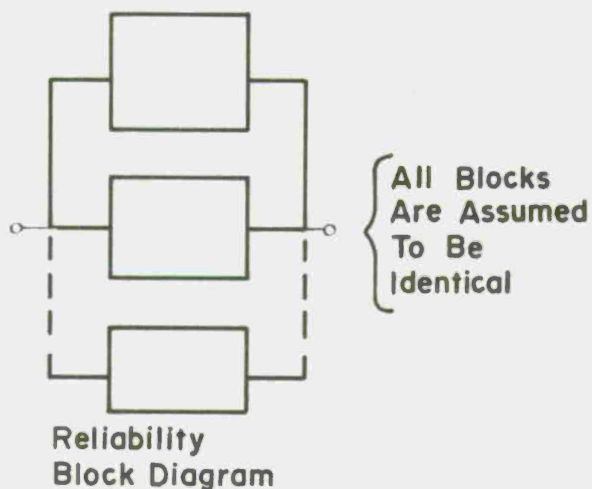 All Blocks
Are Assumed
To Be
Identical
Reliability
Block Diagram